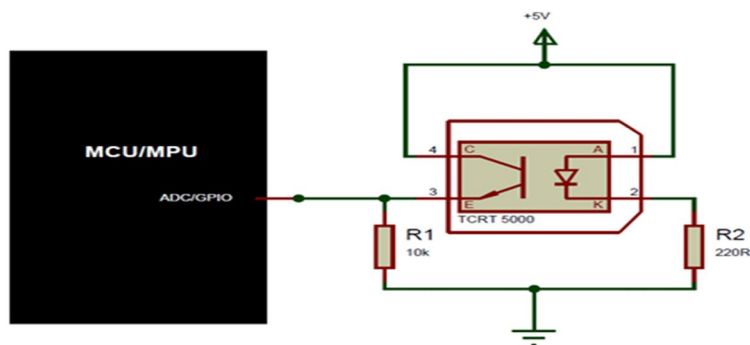 +5V
MCU/MPU
ADC/GPIO
4
C
A
1
3
E
K
2
TCRT 5000
R1
10k
R2
220R